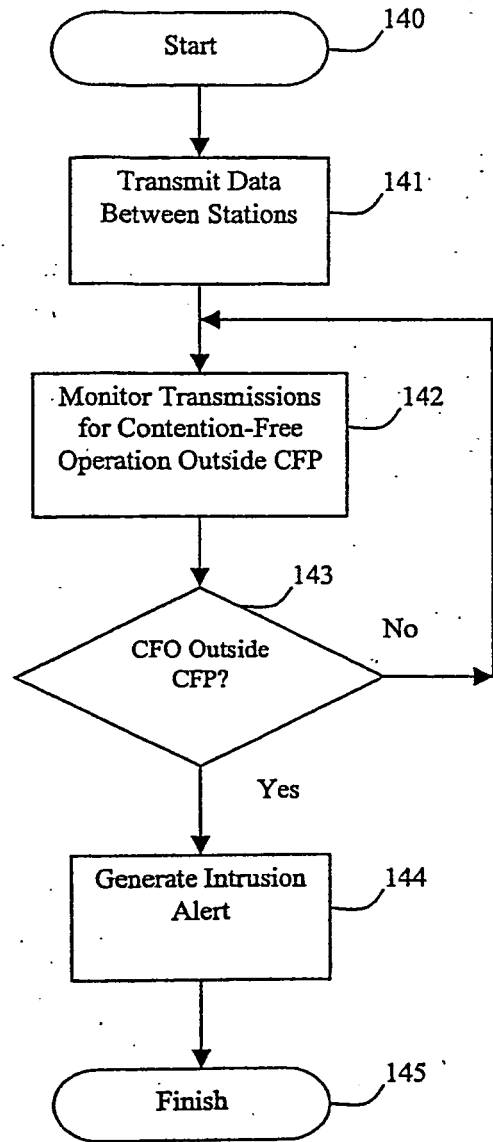 Start
140
Transmit Data
Between Stations
141
Monitor Transmissions
for Contention-Free
Operation Outside CFP
142
143
CFO Outside
CFP?
No
Yes
Generate Intrusion
Alert
144
Finish
145